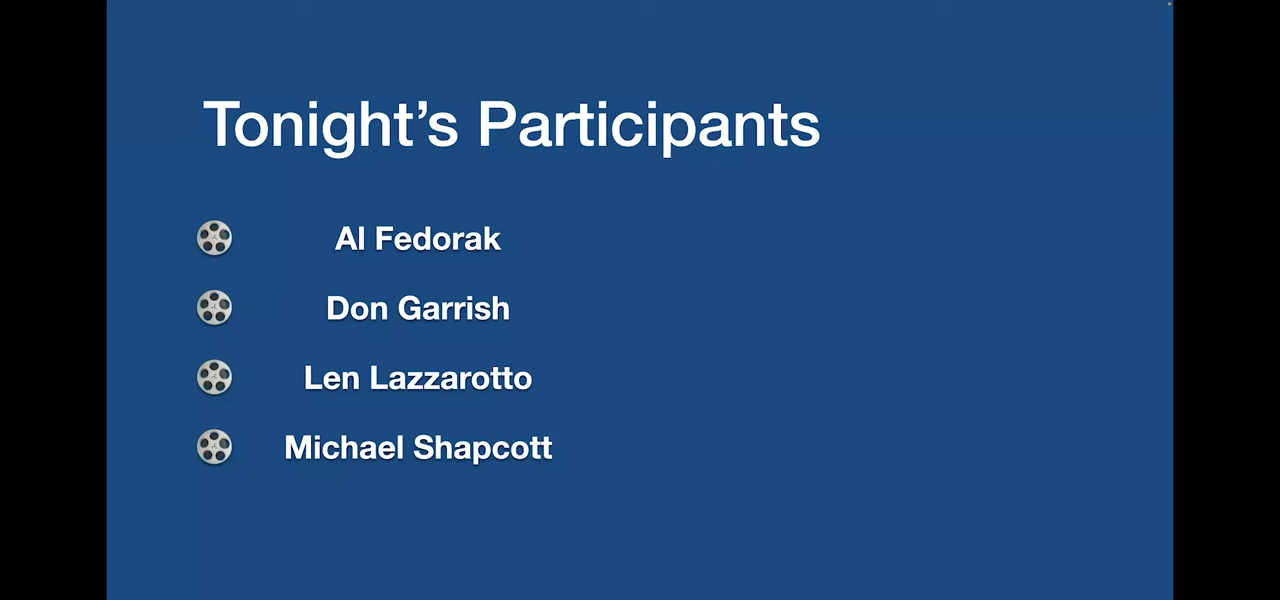 Tonight’s Participants
Al Fedorak
Don Garrish
Len Lazzarotto
Michael Shapcott